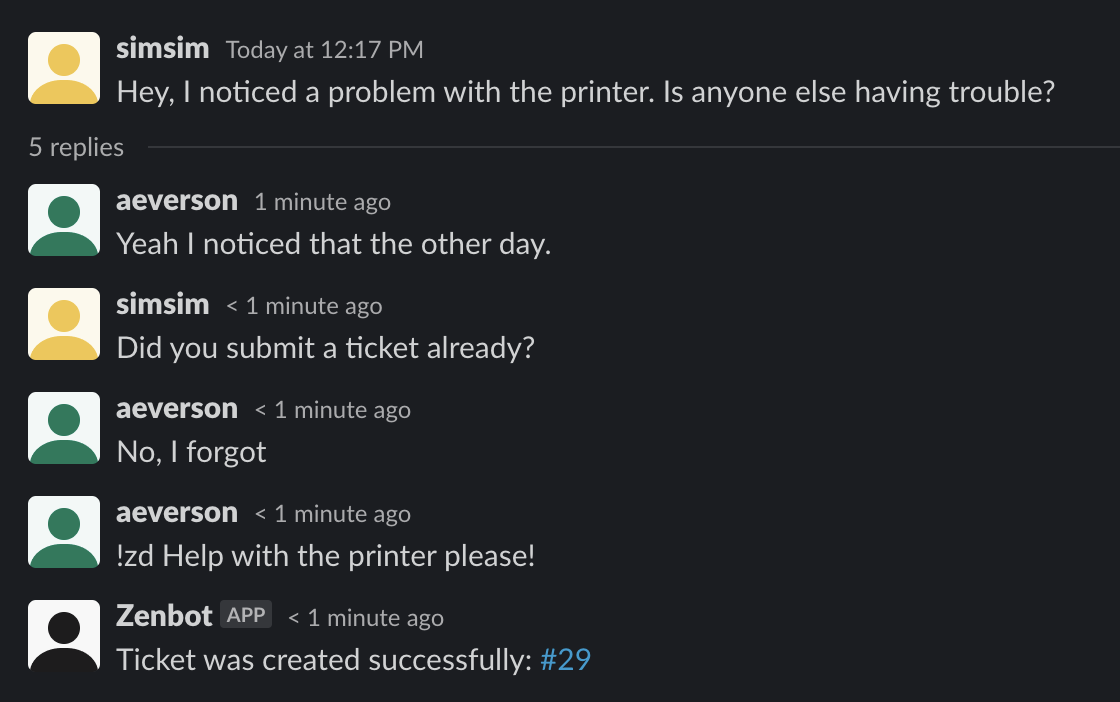 simsim Today at 12:17 PM
Hey, I noticed a problem with the printer. Is anyone else having trouble?
5 replies
aeverson 1 minute ago
Yeah I noticed that the other day.
simsim < 1 minute ago
Did you submit a ticket already?
aeverson < 1 minute ago
No, I forgot
aeverson < 1 minute ago
!zd Help with the printer please!
Zenbot APP < 1 minute ago
Ticket was created successfully: #29